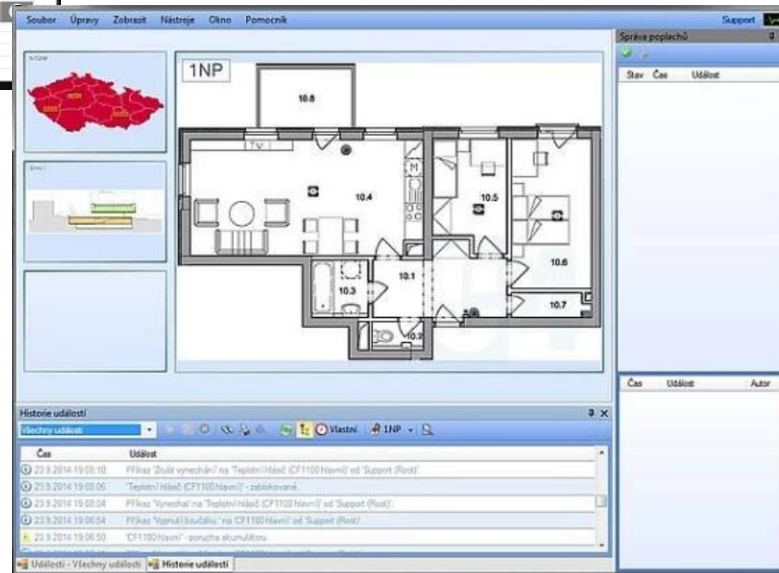 Soubor Úpravy Zobrazit Nástroje Okno Pomocník Support
Správa poplachů
Stav Čas Událost
1NP
10.8
TV
M
10.4
10.5
10.6
10.1
10.3
10.7
10.2
Čas Událost Autor
Historie událostí
Všechny události Vlastní 1NP
Čas Událost
23.9.2014 19:08:10 Příkaz 'Zrušit vynechání' na 'Teplotní hlásič (CF1100 hlavní)' od 'Support (Root)'.
23.9.2014 19:08:06 'Teplotní hlásič (CF1100 hlavní)' - zablokované.
23.9.2014 19:08:04 Příkaz 'Vynechat' na 'Teplotní hlásič (CF1100 hlavní)' od 'Support (Root)'.
23.9.2014 19:06:54 Příkaz 'Vypnutí bzučáku' na 'CF1100 hlavní' od 'Support (Root)'.
23.9.2014 19:06:50 'CF1100 hlavní' - porucha akumulátoru.
Události - Všechny události Historie událostí